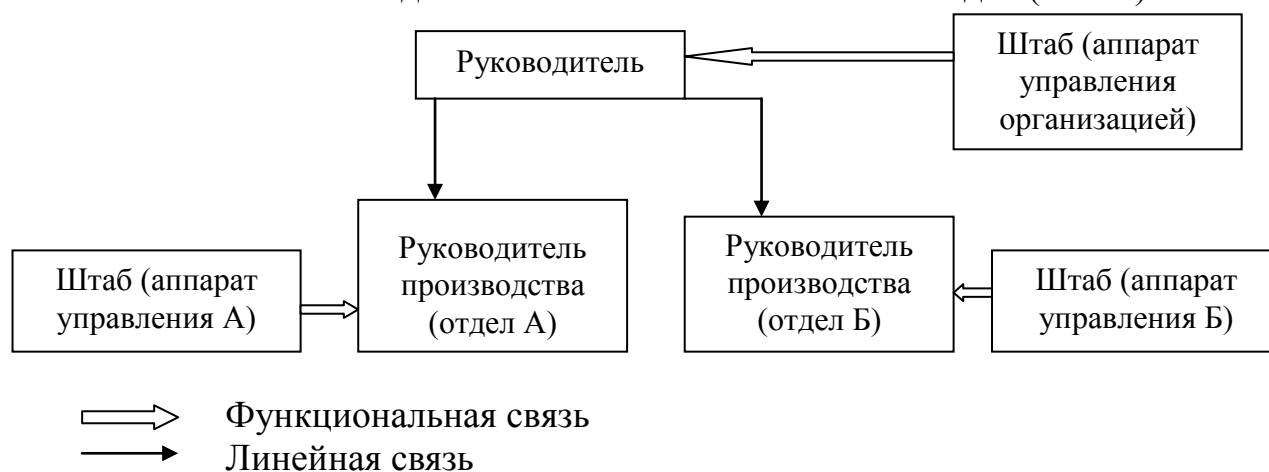 Руководитель
Штаб (аппарат
управления
организацией)
Штаб (аппарат
управления А)
Руководитель
производства
(отдел А)
Руководитель
производства
(отдел Б)
Штаб (аппарат
управления Б)
Функциональная связь
Линейная связь